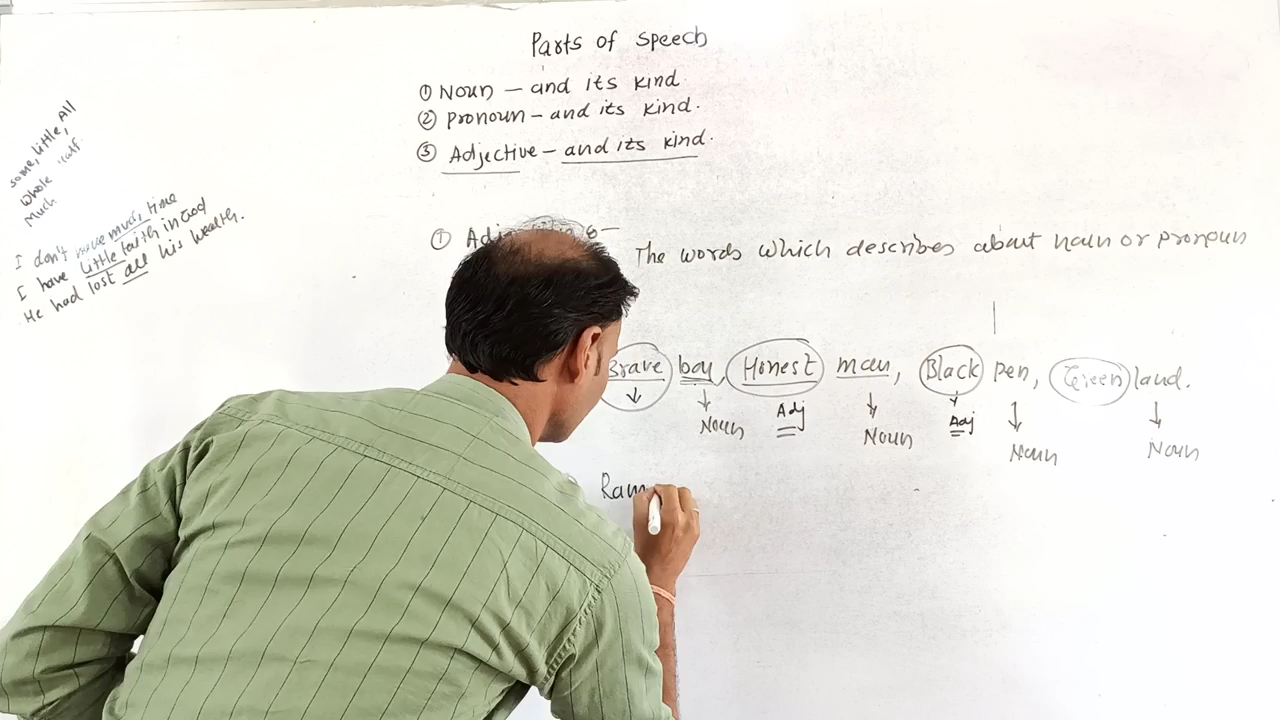 Parts of Speech
① Noun – and its kind
② Pronoun – and its kind.
③ Adjective – and its kind.
some, little, All
Whole Half
Much
I don't have much time
I have little faith in God
He had lost all his wealth.
① Adj
The words which describes about noun or pronoun
Brave boy, Honest man, Black pen, Green land.
Noun Adj Noun Adj Noun Noun
Ram